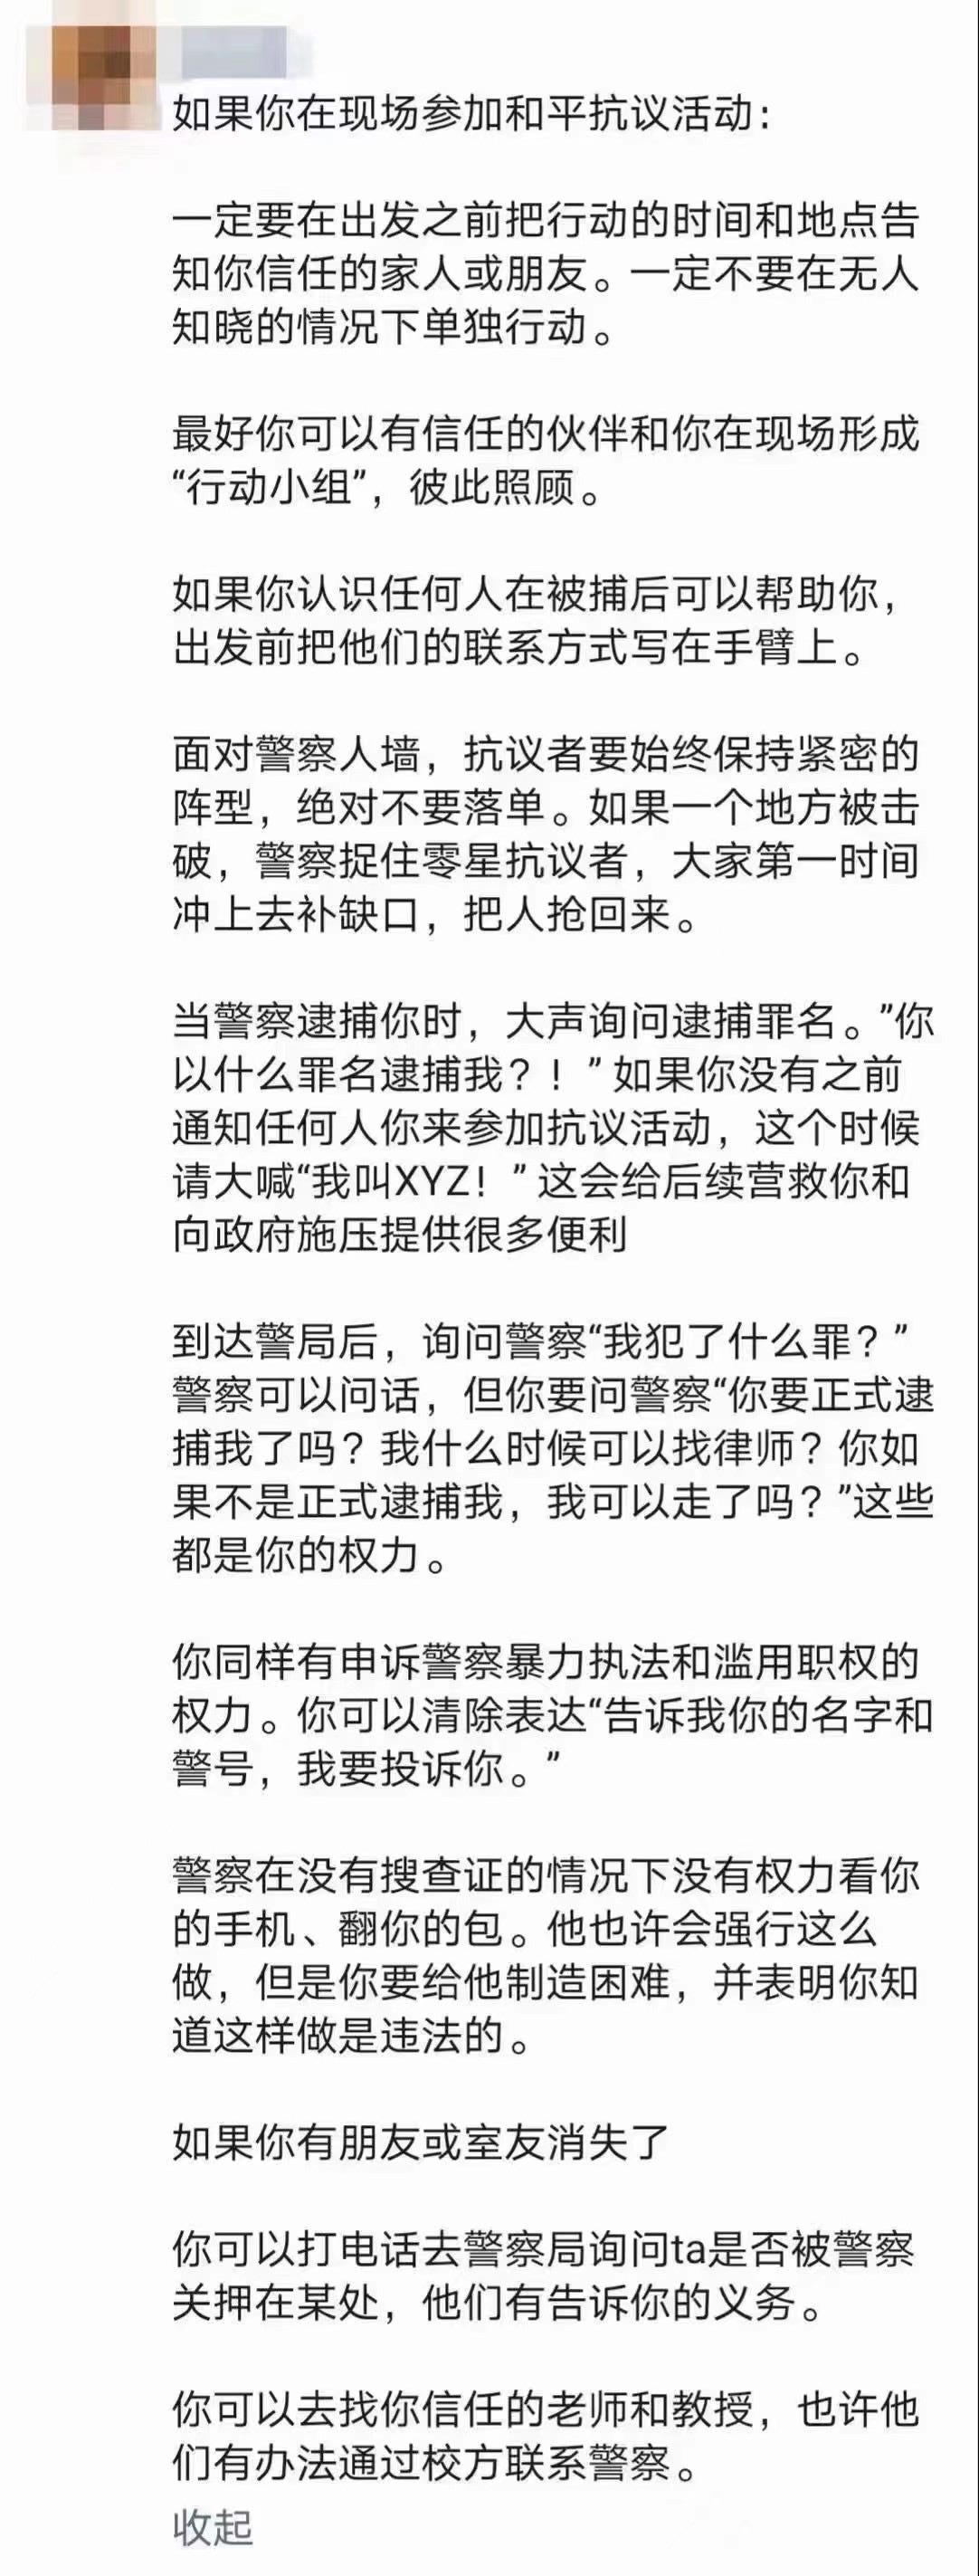 如果你在现场参加和平抗议活动：
一定要在出发之前把行动的时间和地点告
知你信任的家人或朋友。一定不要在无人
知晓的情况下单独行动。
最好你可以有信任的伙伴和你在现场形成
“行动小组”，彼此照顾。
如果你认识任何人在被捕后可以帮助你，
出发前把他们的联系方式写在手臂上。
面对警察人墙，抗议者要始终保持紧密的
阵型，绝对不要落单。如果一个地方被击
破，警察捉住零星抗议者，大家第一时间
冲上去补缺口，把人抢回来。
当警察逮捕你时，大声询问逮捕罪名。”你
以什么罪名逮捕我？！” 如果你没有之前
通知任何人你来参加抗议活动，这个时候
请大喊“我叫XYZ！” 这会给后续营救你和
向政府施压提供很多便利
到达警局后，询问警察“我犯了什么罪？”
警察可以问话，但你要问警察“你要正式逮
捕我了吗？我什么时候可以找律师？你如
果不是正式逮捕我，我可以走了吗？”这些
都是你的权力。
你同样有申诉警察暴力执法和滥用职权的
权力。你可以清除表达“告诉我你的名字和
警号，我要投诉你。”
警察在没有搜查证的情况下没有权力看你
的手机、翻你的包。他也许会强行这么
做，但是你要给他制造困难，并表明你知
道这样做是违法的。
如果你有朋友或室友消失了
你可以打电话去警察局询问ta是否被警察
关押在某处，他们有告诉你的义务。
你可以去找你信任的老师和教授，也许他
们有办法通过校方联系警察。
收起